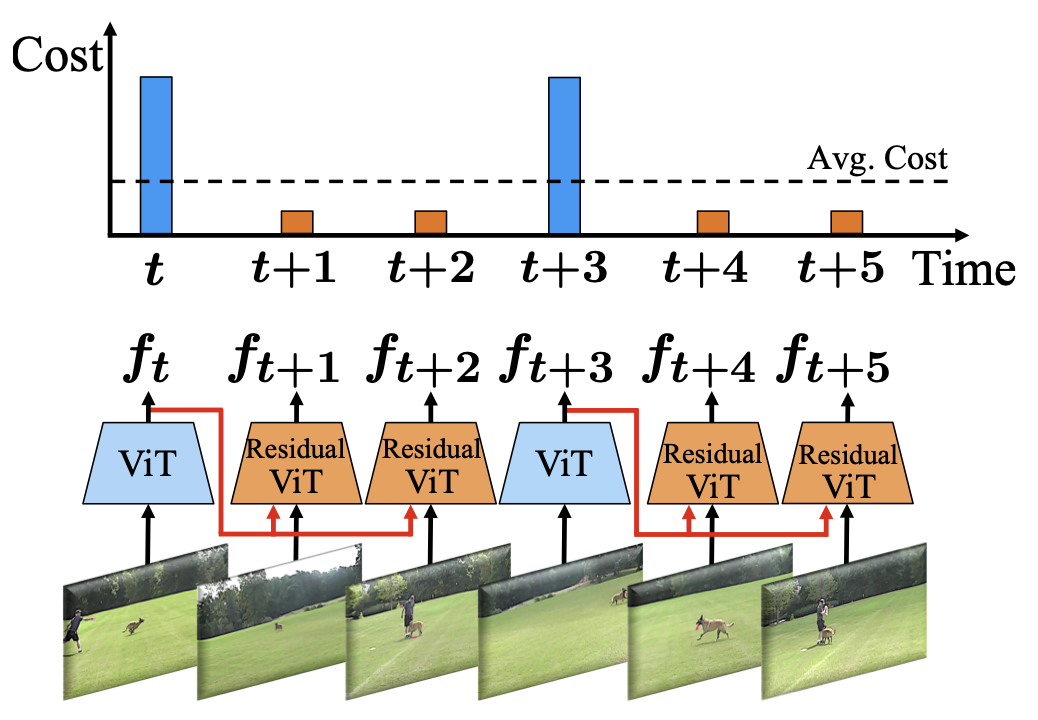 Cost
Avg. Cost
t t+1 t+2 t+3 t+4 t+5 Time
f_t f_{t+1} f_{t+2} f_{t+3} f_{t+4} f_{t+5}
ViT
Residual
ViT
Residual
ViT
ViT
Residual
ViT
Residual
ViT